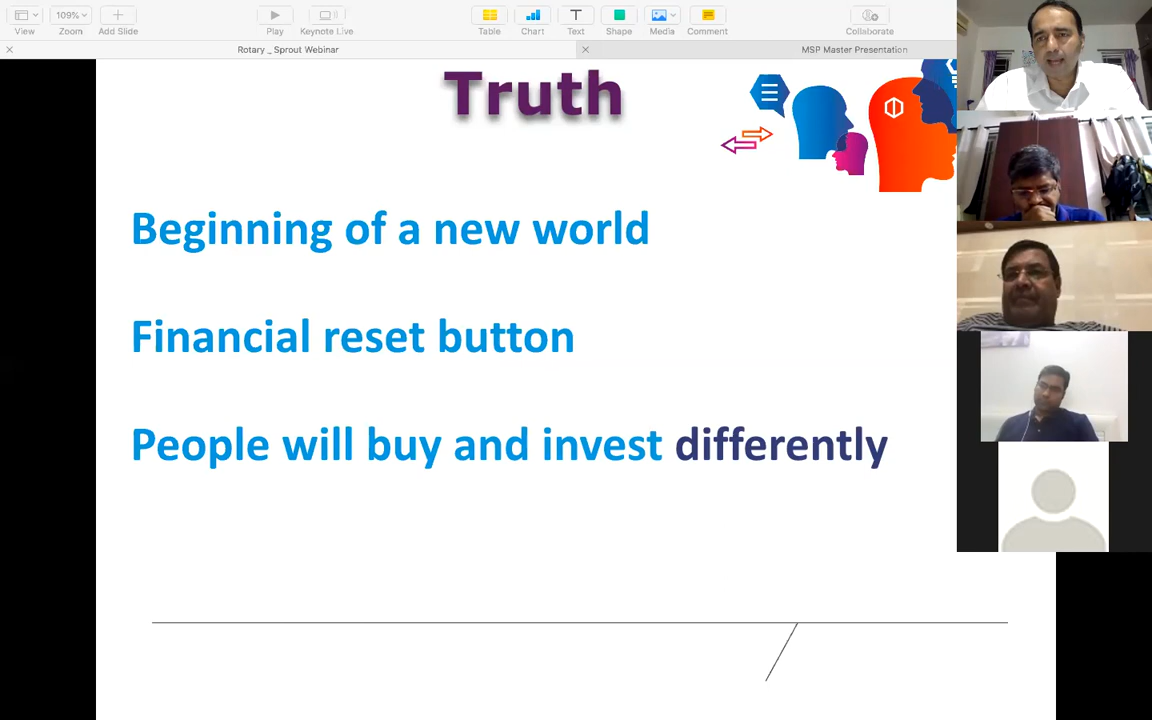 View
109%
Zoom
Add Slide
Play
Keynote Live
Table
Chart
Text
Shape
Media
Comment
Collaborate
Rotary _ Sprout Webinar
MSP Master Presentation
Truth
Beginning of a new world
Financial reset button
People will buy and invest differently